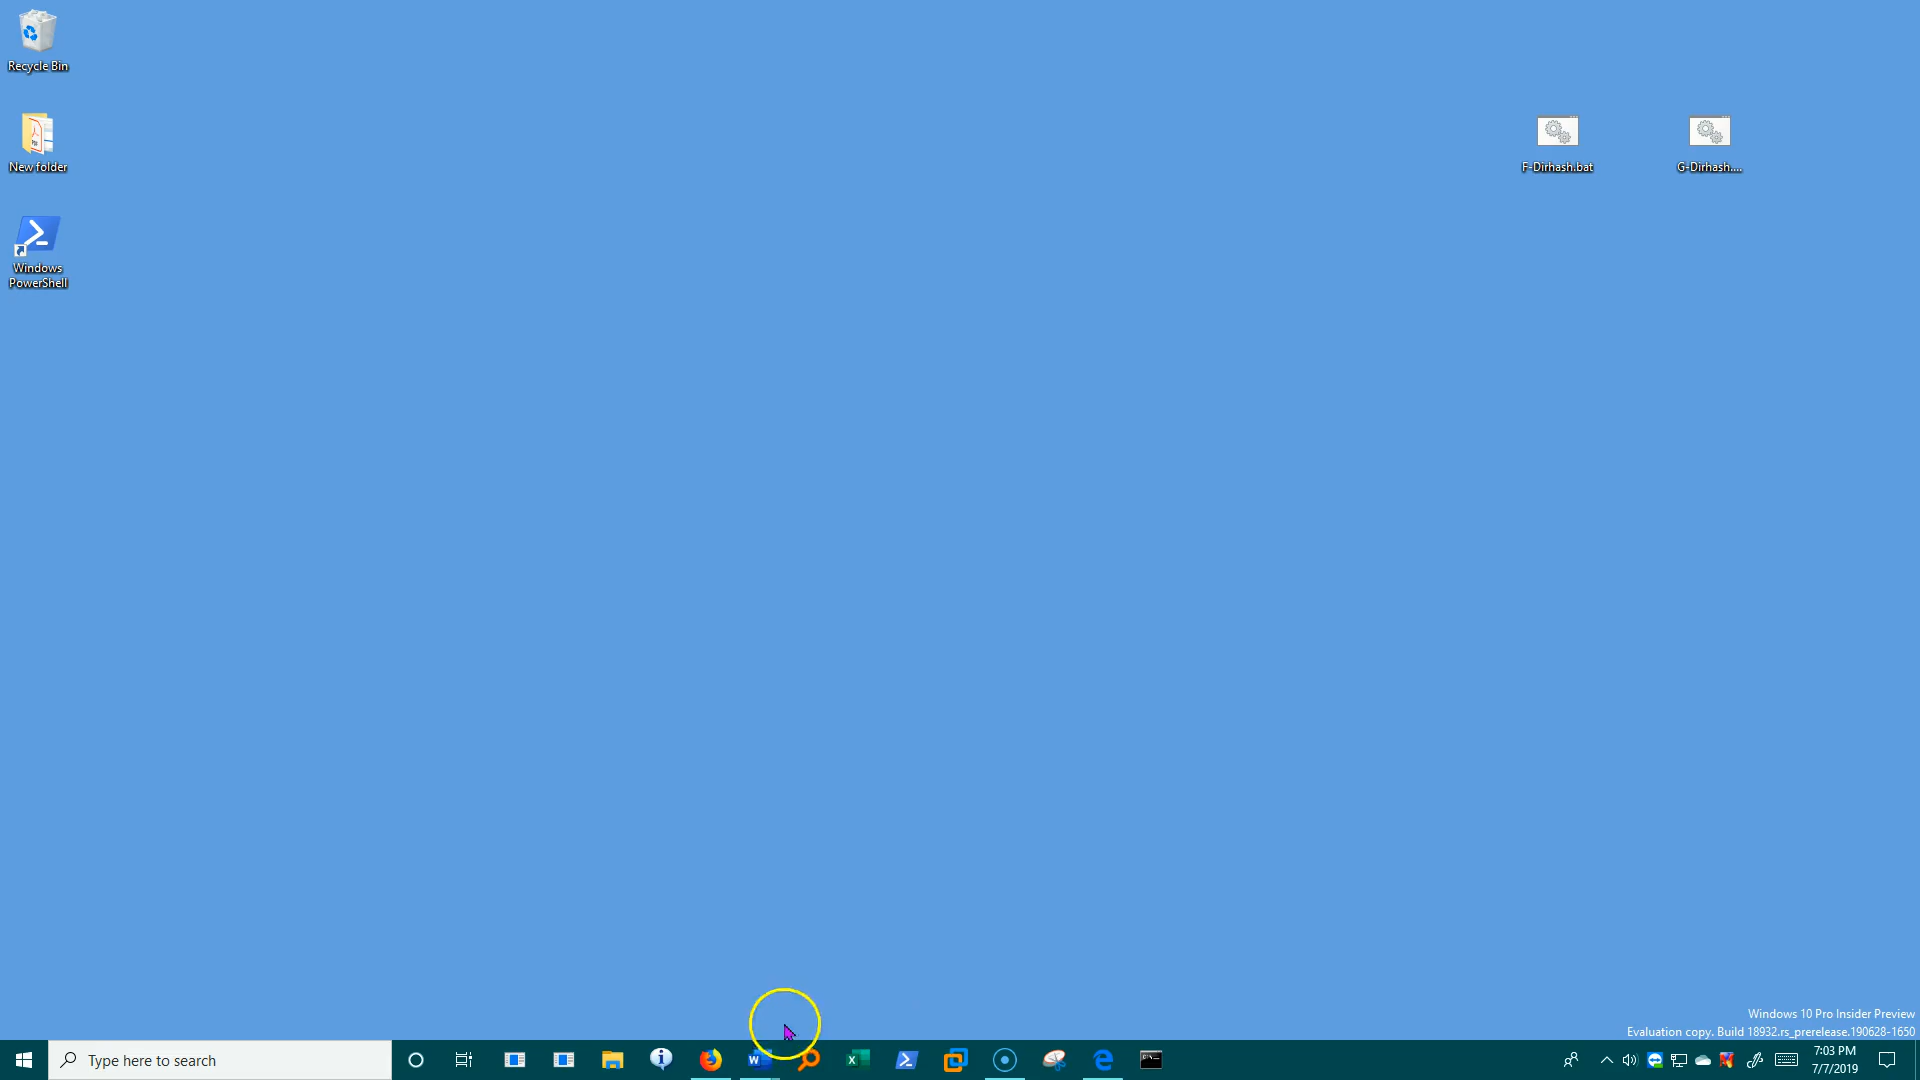 Recycle Bin
New folder
Windows
PowerShell
F-Dirhash.bat
G-Dirhash....
Windows 10 Pro Insider Preview
Evaluation copy. Build 18932.rs_prerelease.190628-1650
Type here to search
7:03 PM
7/7/2019